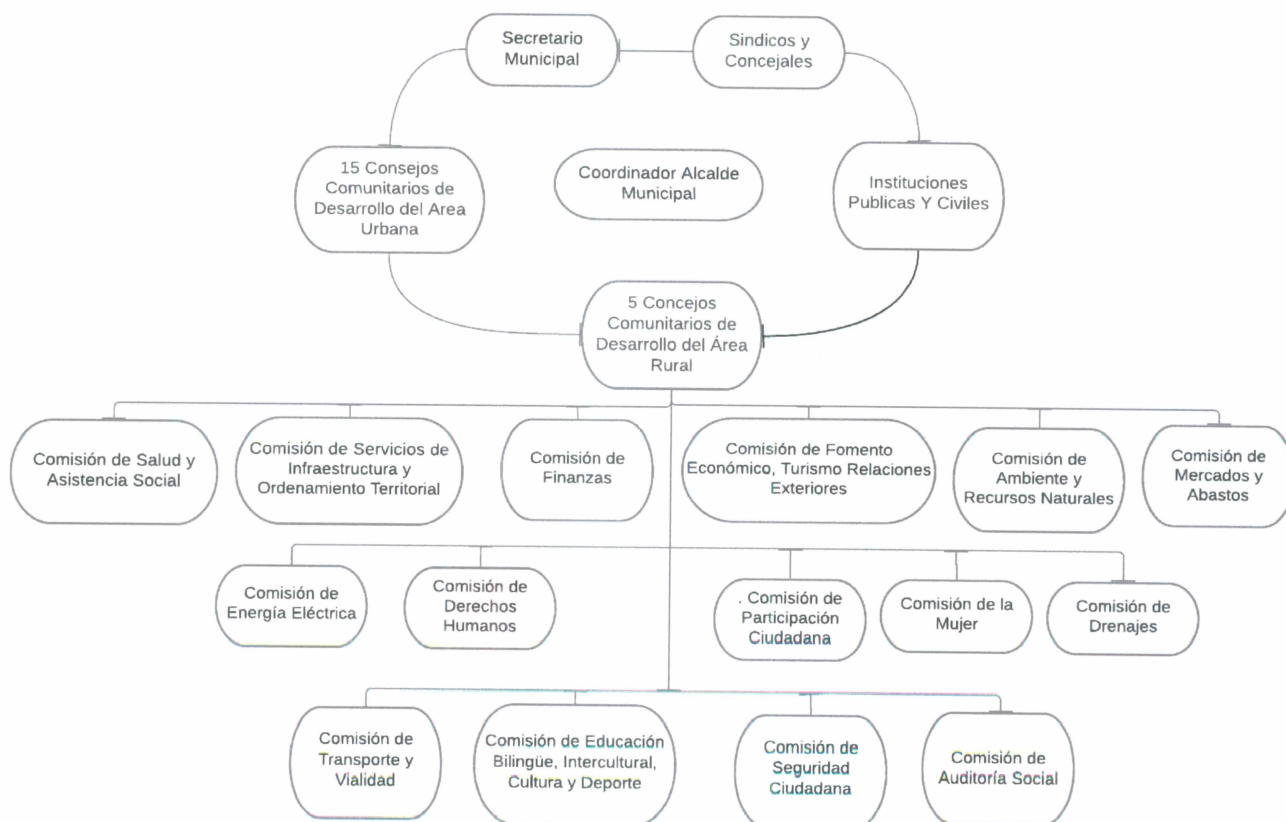 Secretario
Municipal
Sindicos y
Concejales
15 Consejos
Comunitarios de
Desarrollo del Area
Urbana
Coordinador Alcalde
Municipal
Instituciones
Publicas Y Civiles
5 Concejos
Comunitarios de
Desarrollo del Área
Rural
Comisión de Salud y
Asistencia Social
Comisión de Servicios de
Infraestructura y
Ordenamiento Territorial
Comisión de
Finanzas
Comisión de Fomento
Económico, Turismo Relaciones
Exteriores
Comisión de
Ambiente y
Recursos Naturales
Comisión de
Mercados y
Abastos
Comisión de
Energía Eléctrica
Comisión de
Derechos
Humanos
. Comisión de
Participación
Ciudadana
Comisión de la
Mujer
Comisión de
Drenajes
Comisión de
Transporte y
Vialidad
Comisión de Educación
Bilingüe, Intercultural,
Cultura y Deporte
Comisión de
Seguridad
Ciudadana
Comisión de
Auditoría Social